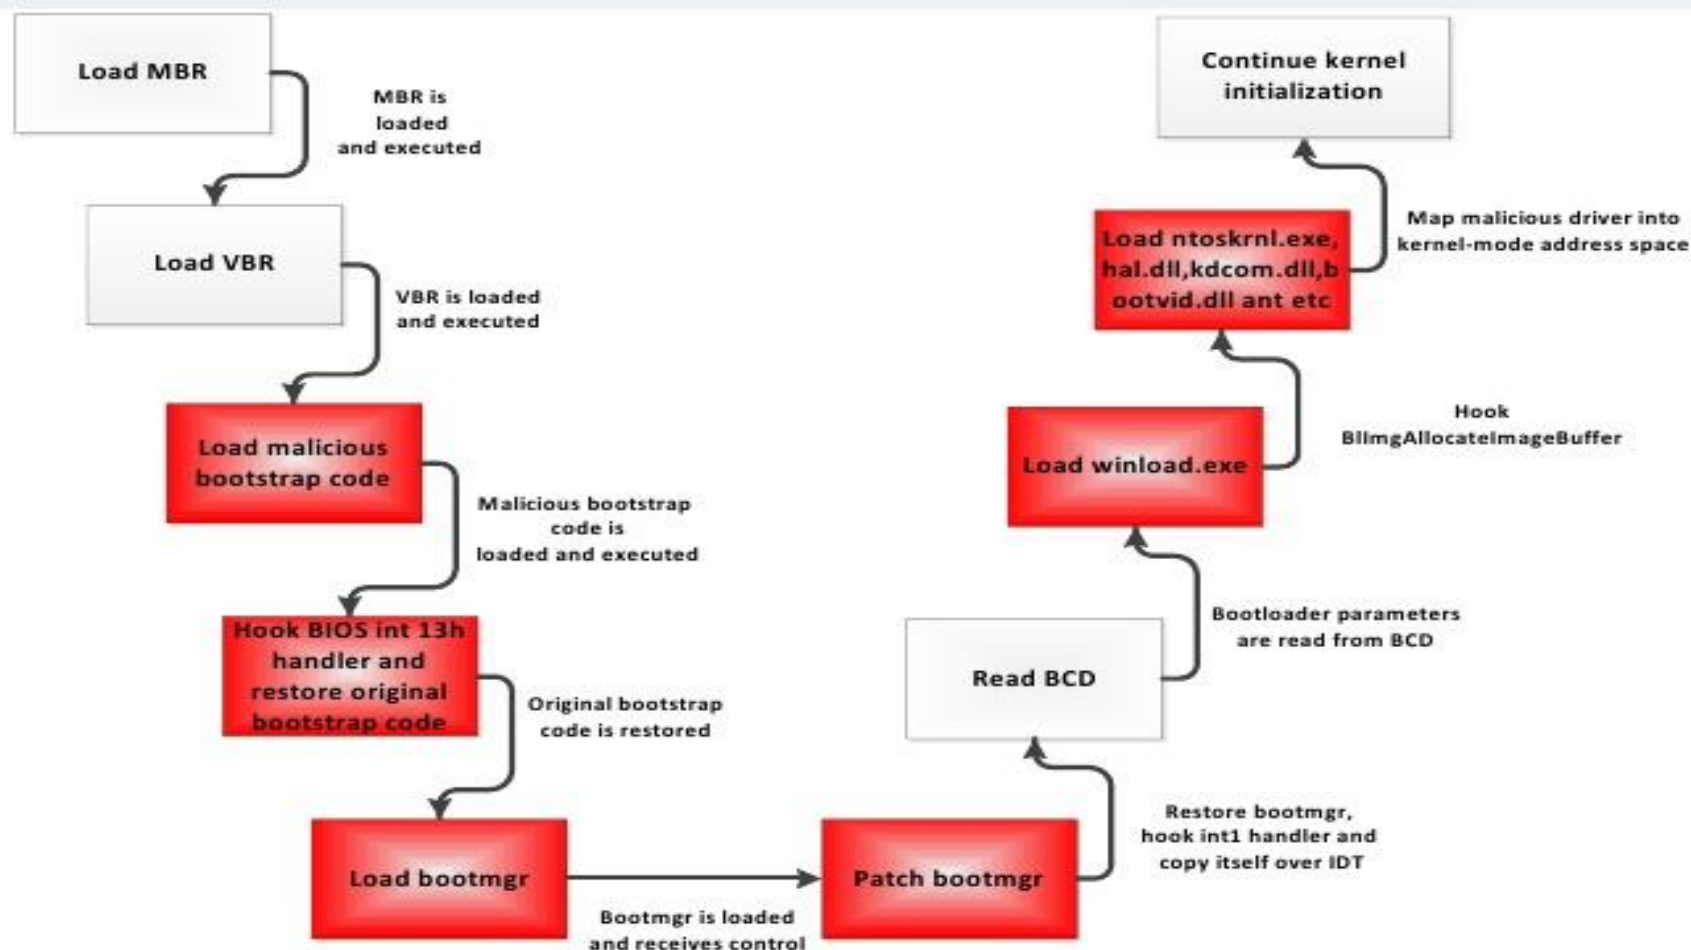 Load MBR
MBR is
loaded
and executed
Load VBR
VBR is loaded
and executed
Load malicious
bootstrap code
Malicious bootstrap
code is
loaded and executed
Hook BIOS int 13h
handler and
restore original
bootstrap code
Original bootstrap
code is restored
Load bootmgr
Bootmgr is loaded
and receives control
Patch bootmgr
Restore bootmgr,
hook int1 handler and
copy itself over IDT
Read BCD
Bootloader parameters
are read from BCD
Load winload.exe
Hook
BlImgAllocateImageBuffer
Load ntoskrnl.exe,
hal.dll,kdcom.dll,b
ootvid.dll ant etc
Map malicious driver into
kernel-mode address space
Continue kernel
initialization